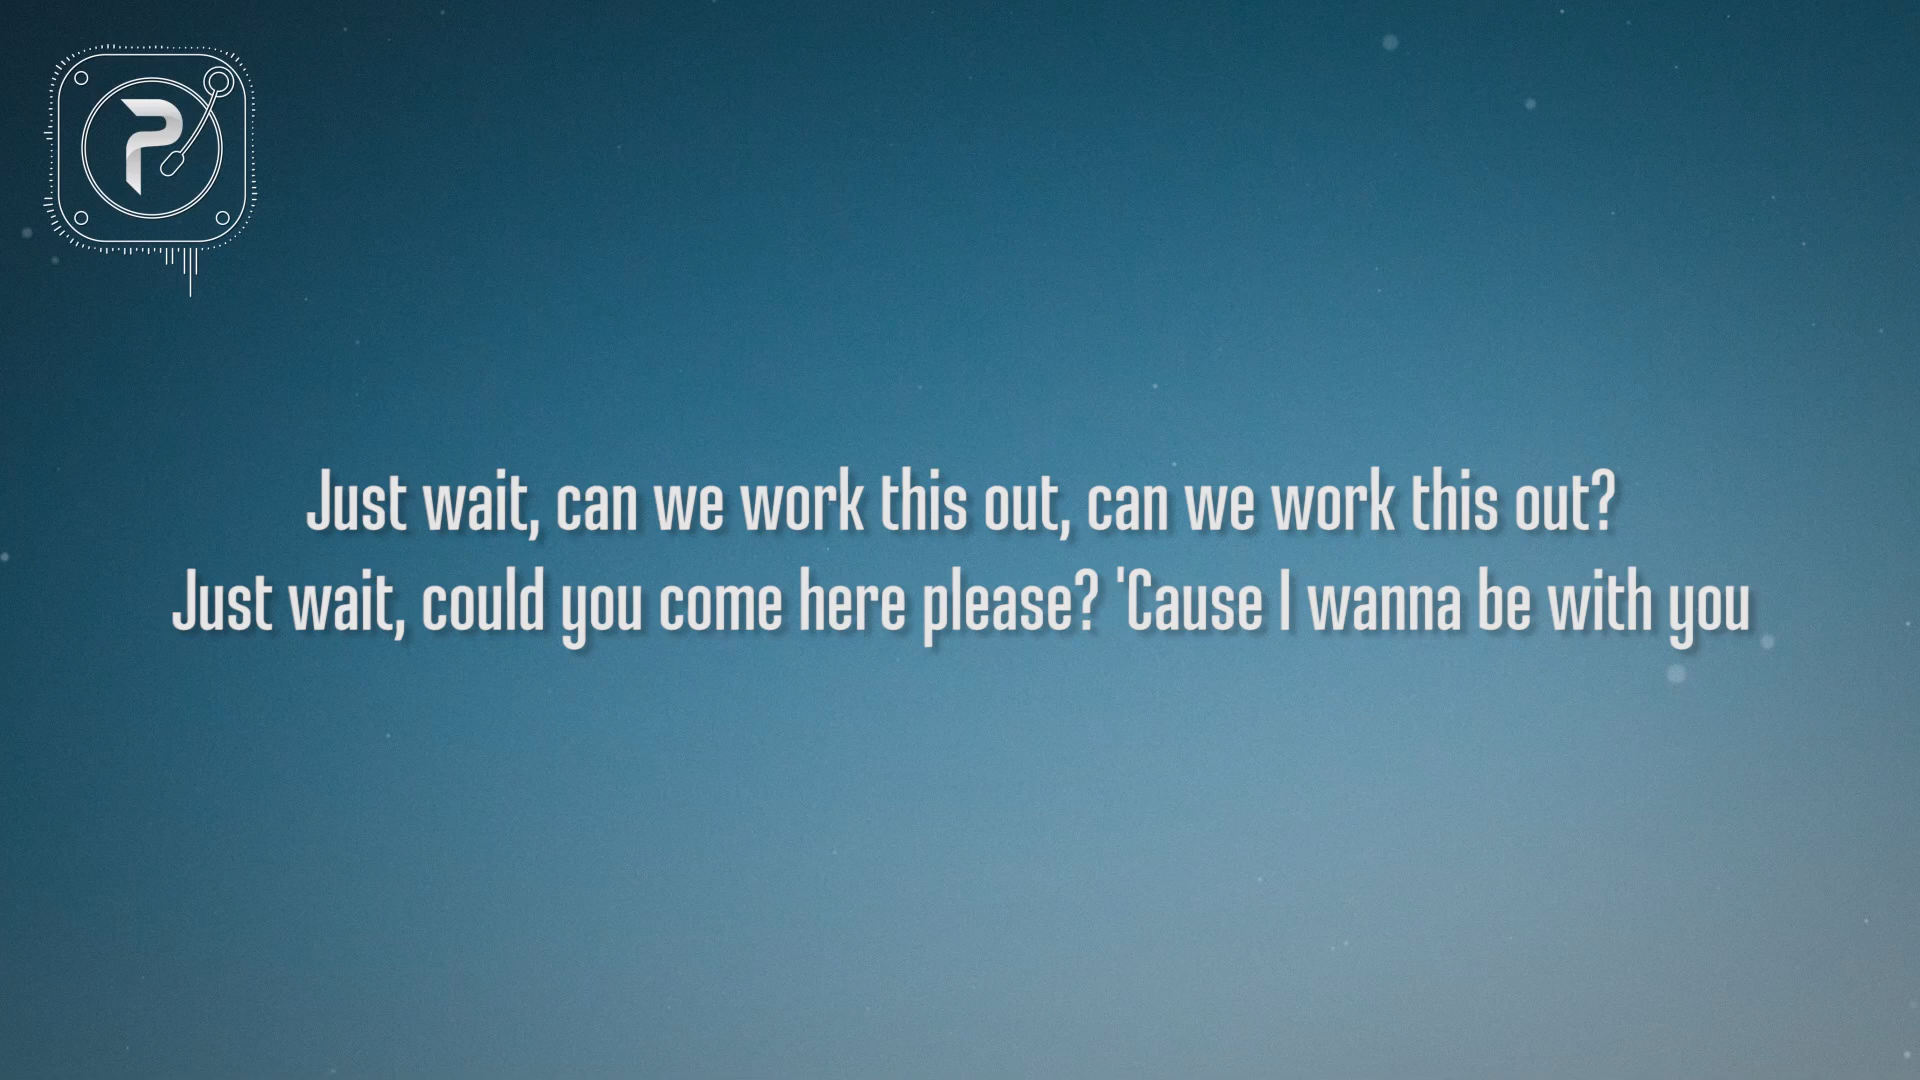 P
Just wait, can we work this out, can we work this out?
Just wait, could you come here please? 'Cause I wanna be with you